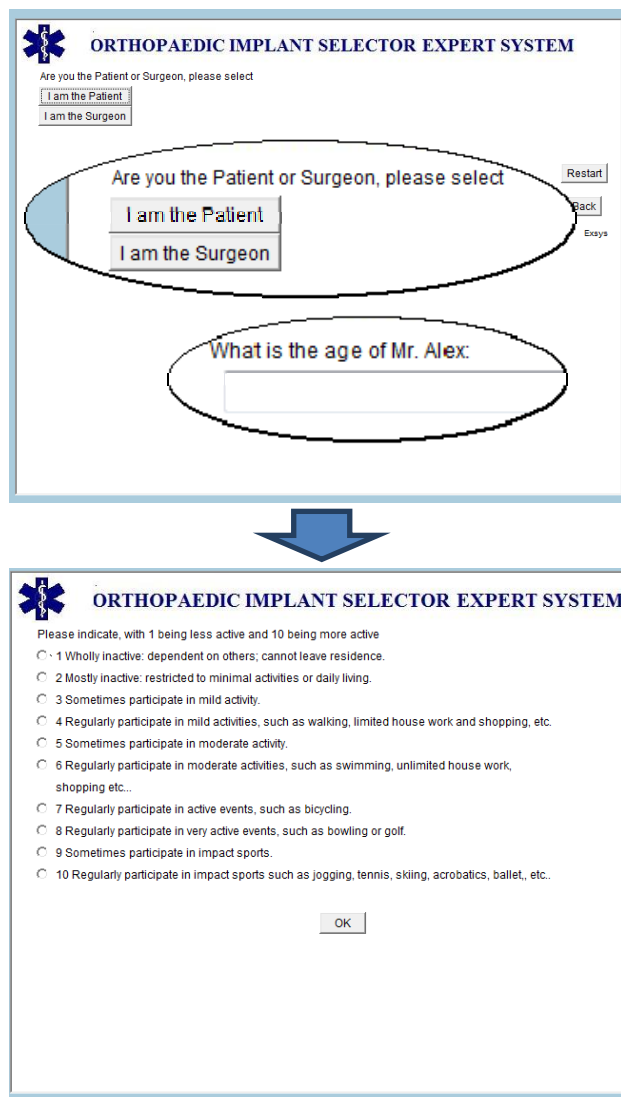 ORTHOPAEDIC IMPLANT SELECTOR EXPERT SYSTEM
Are you the Patient or Surgeon, please select
I am the Patient
I am the Surgeon
Are you the Patient or Surgeon, please select
I am the Patient
I am the Surgeon
Restart
Back
Exsys
What is the age of Mr. Alex:
ORTHOPAEDIC IMPLANT SELECTOR EXPERT SYSTEM
Please indicate, with 1 being less active and 10 being more active
1 Wholly inactive: dependent on others; cannot leave residence.
2 Mostly inactive: restricted to minimal activities or daily living.
3 Sometimes participate in mild activity.
4 Regularly participate in mild activities, such as walking, limited house work and shopping, etc.
5 Sometimes participate in moderate activity.
6 Regularly participate in moderate activities, such as swimming, unlimited house work,
shopping etc...
7 Regularly participate in active events, such as bicycling.
8 Regularly participate in very active events, such as bowling or golf.
9 Sometimes participate in impact sports.
10 Regularly participate in impact sports such as jogging, tennis, skiing, acrobatics, ballet,, etc..
OK